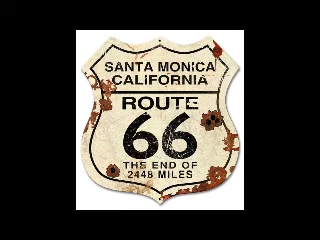 SANTA MONICA
CALIFORNIA
ROUTE
66
THE END OF
2448 MILES